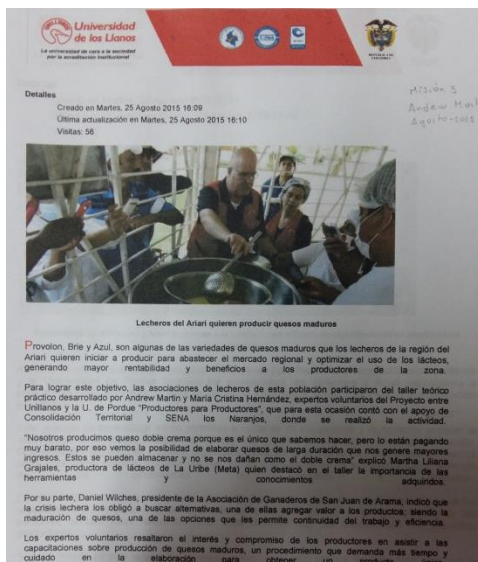 Universidad
de los Llanos
La universidad de cara a la sociedad
por la acreditación institucional
Detalles
Creado en Martes, 25 Agosto 2015 16:09
Última actualización en Martes, 25 Agosto 2015 16:10
Visitas: 56
Misión 3
Andrew
Agosto-2015
Lecheros del Ariari quieren producir quesos maduros
Provolon, Brie y Azul, son algunas de las variedades de quesos maduros que los lecheros de la región del
Ariari quieren iniciar a producir para abastecer el mercado regional y optimizar el uso de los lácteos,
generando mayor rentabilidad y beneficios a los productores de la zona.
Para lograr este objetivo, las asociaciones de lecheros de esta población participaron del taller teórico
práctico desarrollado por Andrew Martin y Maria Cristina Hernández, expertos voluntarios del Proyecto entre
Unillanos y la U. de Pordue "Productores para Productores", que para esta ocasión contó con el apoyo de
Consolidación Territorial y SENA los Naranjos, donde se realizó la actividad.
"Nosotros producimos queso doble crema porque es el único que sabemos hacer, pero lo están pagando
muy barato, por eso vemos la posibilidad de elaborar quesos de larga duración que nos genere mayores
ingresos. Estos se pueden almacenar y no se nos dañan como el doble crema" explicó Martha Liliana
Grajales, productora de lácteos de La Uribe (Meta) quien destacó en el taller la importancia de las
herramientas y conocimientos adquiridos.
Por su parte, Daniel Wilches, presidente de la Asociación de Ganaderos de San Juan de Arama, indicó que
la crisis lechera los obligó a buscar alternativas, una de ellas agregar valor a los productos, siendo la
maduración de quesos, una de las opciones que les permite continuidad del trabajo y eficiencia.
Los expertos voluntarios resaltaron el interés y compromiso de los productores en asistir a las
capacitaciones sobre producción de quesos maduros, un procedimiento que demanda más tiempo y
cuidado en la elaboración para obtener un producto